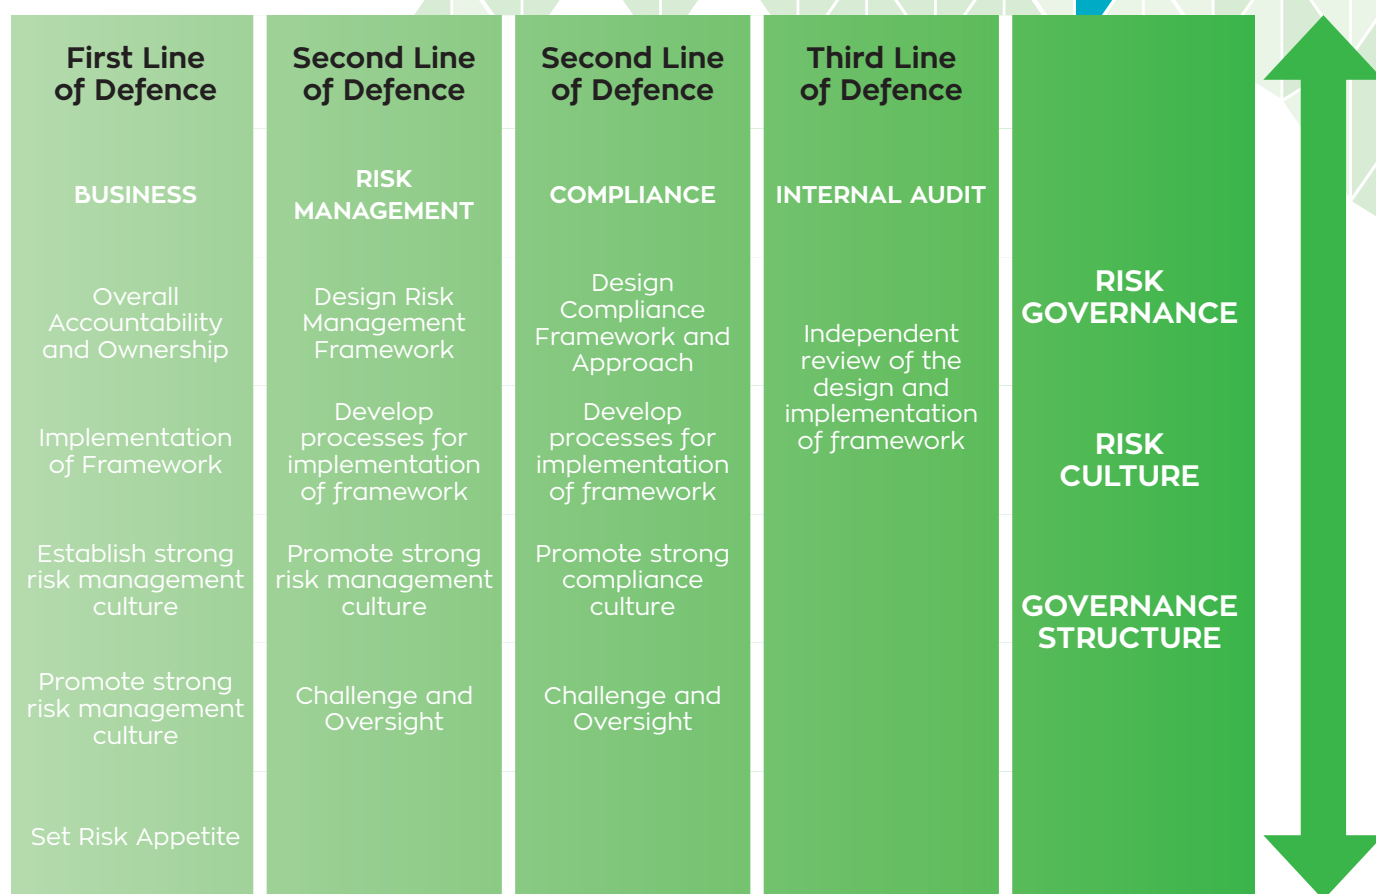 First Line
of Defence
BUSINESS
Overall
Accountability
and Ownership
Implementation
of Framework
Establish strong
risk management
culture
Promote strong
risk management
culture
Set Risk Appetite
Second Line
of Defence
RISK
MANAGEMENT
Design Risk
Management
Framework
Develop
processes for
implementation
of framework
Promote strong
risk management
culture
Challenge and
Oversight
Second Line
of Defence
COMPLIANCE
Design
Compliance
Framework and
Approach
Develop
processes for
implementation
of framework
Promote strong
compliance
culture
Challenge and
Oversight
Third Line
of Defence
INTERNAL AUDIT
Independent
review of the
design and
implementation
of framework
RISK
GOVERNANCE
RISK
CULTURE
GOVERNANCE
STRUCTURE